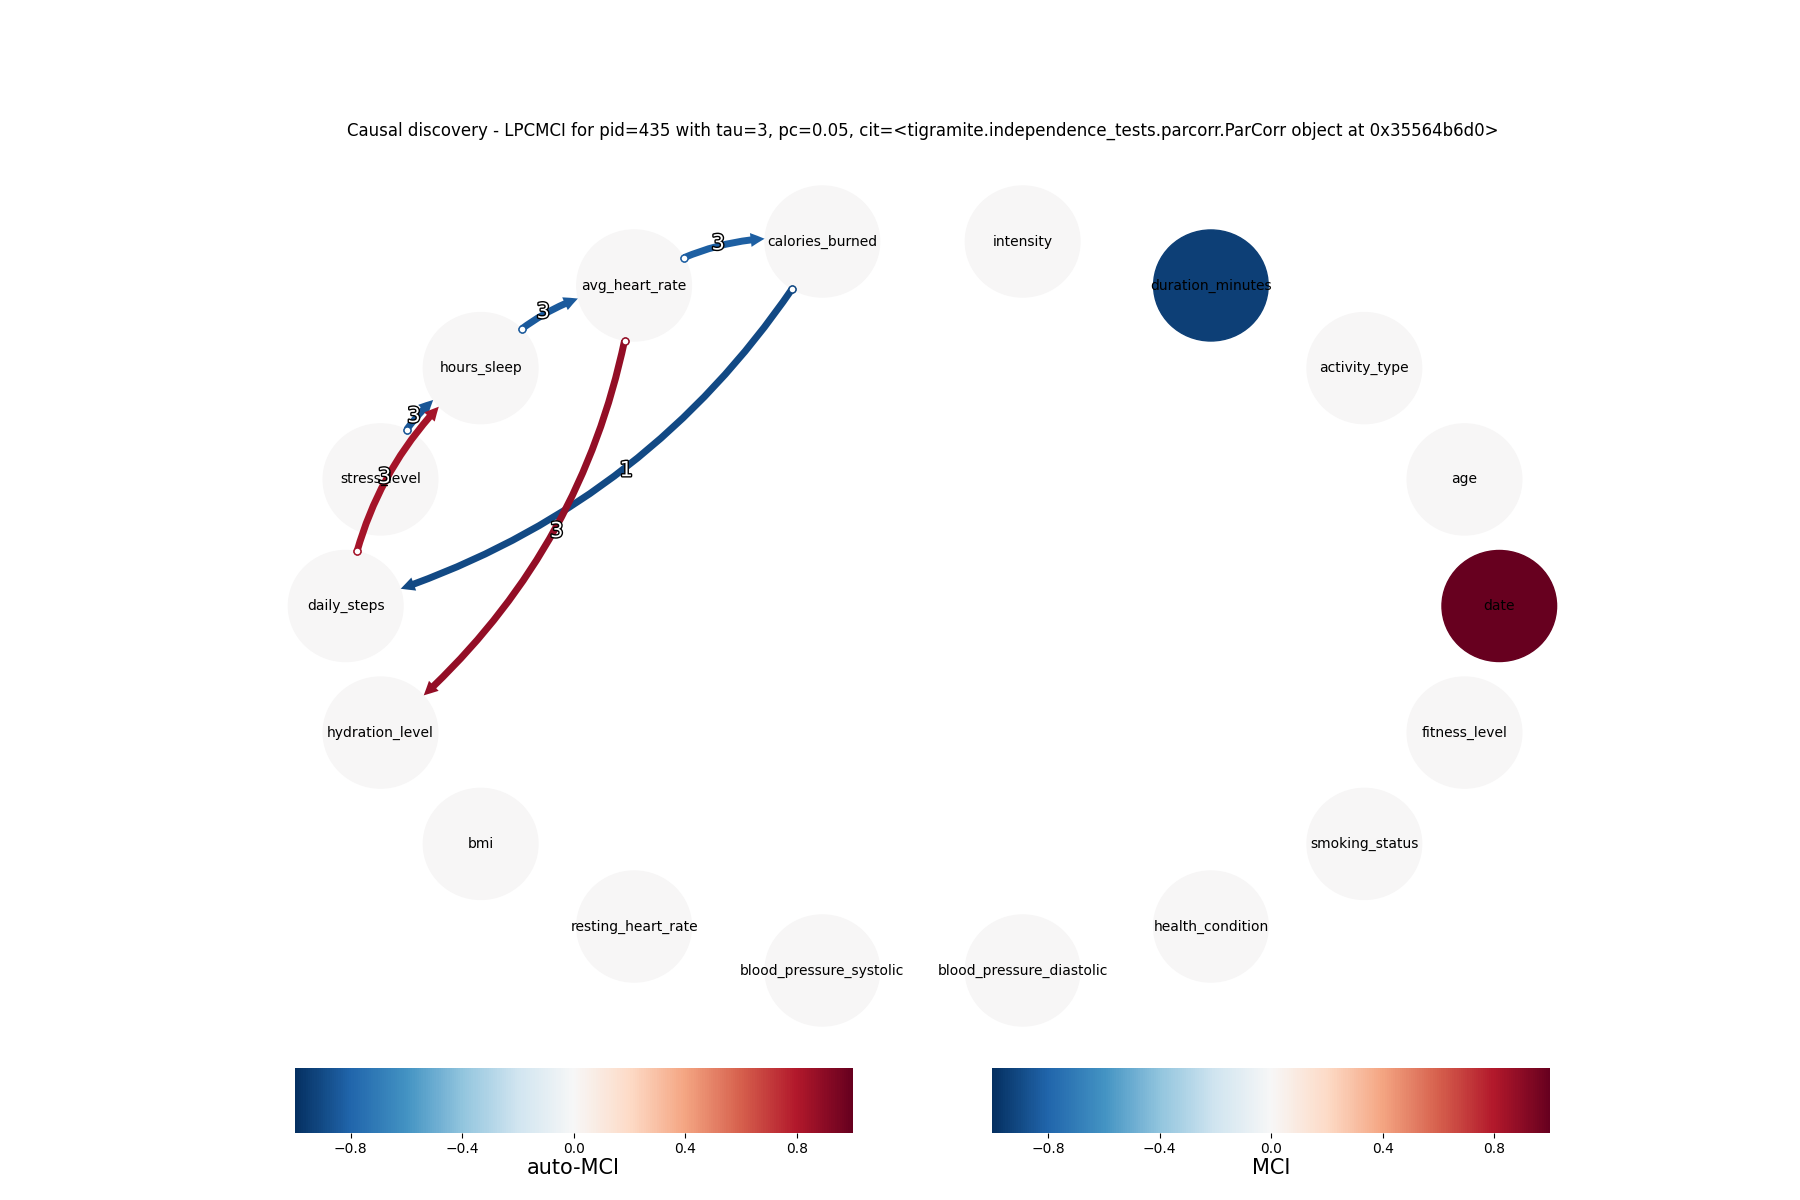 Causal discovery - LPCMCI for pid=435 with tau=3, pc=0.05, cit=<tigramite.independence_tests.parcorr.ParCorr object at 0x35564b6d0>
calories_burned
intensity
3
avg_heart_rate
duration_minutes
3
hours_sleep
activity_type
3
stress_level
3
age
1
3
daily_steps
date
hydration_level
fitness_level
bmi
smoking_status
resting_heart_rate
health_condition
blood_pressure_systolic
blood_pressure_diastolic
−0.8 −0.4 0.0 0.4 0.8
auto-MCI
−0.8 −0.4 0.0 0.4 0.8
MCI